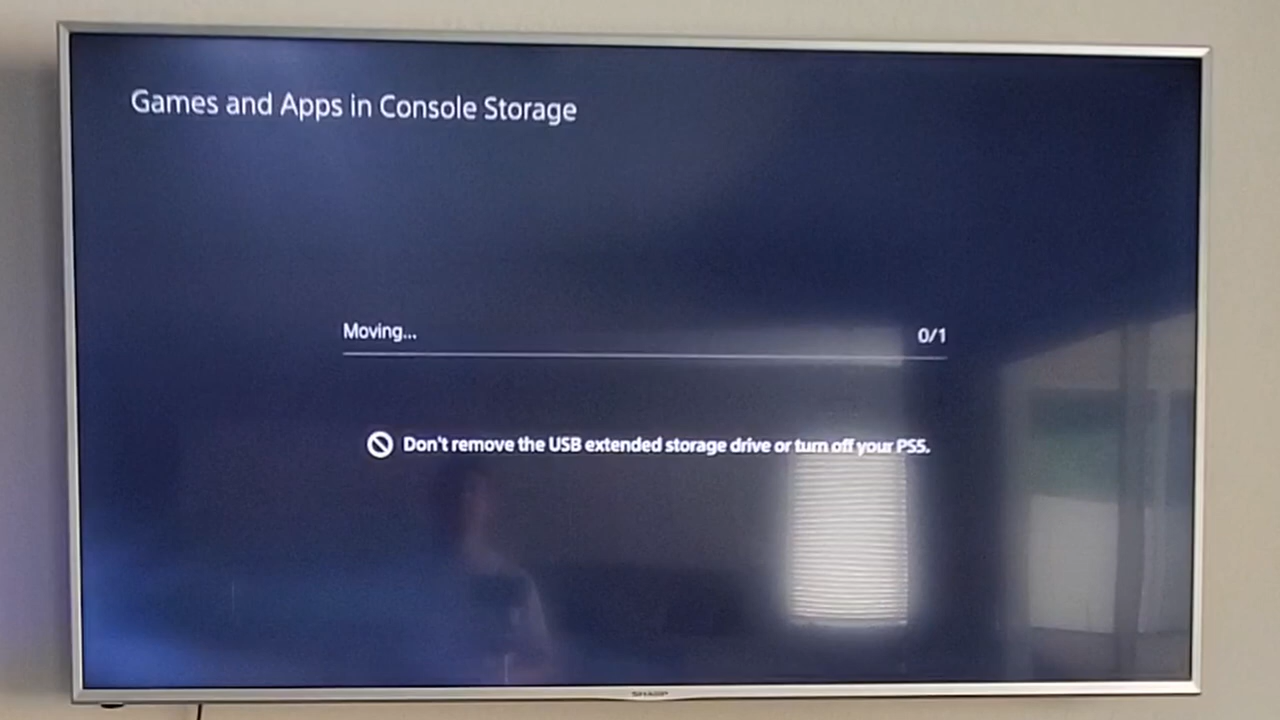 Games and Apps in Console Storage
Moving...
0/1
Don't remove the USB extended storage drive or turn off your PS5.
SHARP